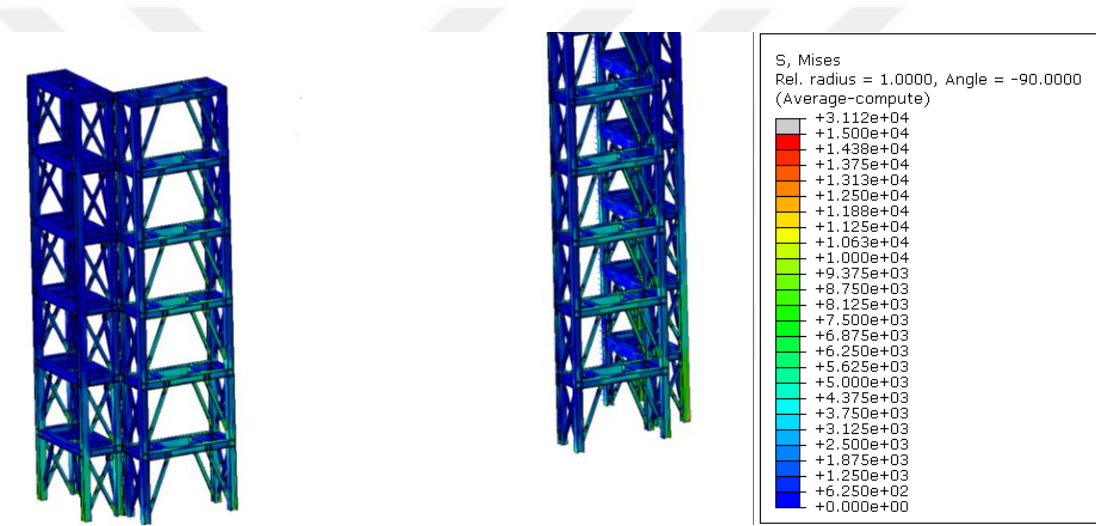 S, Mises
Rel. radius = 1.0000, Angle = -90.0000
(Average-compute)
+3.112e+04
+1.500e+04
+1.438e+04
+1.375e+04
+1.313e+04
+1.250e+04
+1.188e+04
+1.125e+04
+1.063e+04
+1.000e+04
+9.375e+03
+8.750e+03
+8.125e+03
+7.500e+03
+6.875e+03
+6.250e+03
+5.625e+03
+5.000e+03
+4.375e+03
+3.750e+03
+3.125e+03
+2.500e+03
+1.875e+03
+1.250e+03
+6.250e+02
+0.000e+00